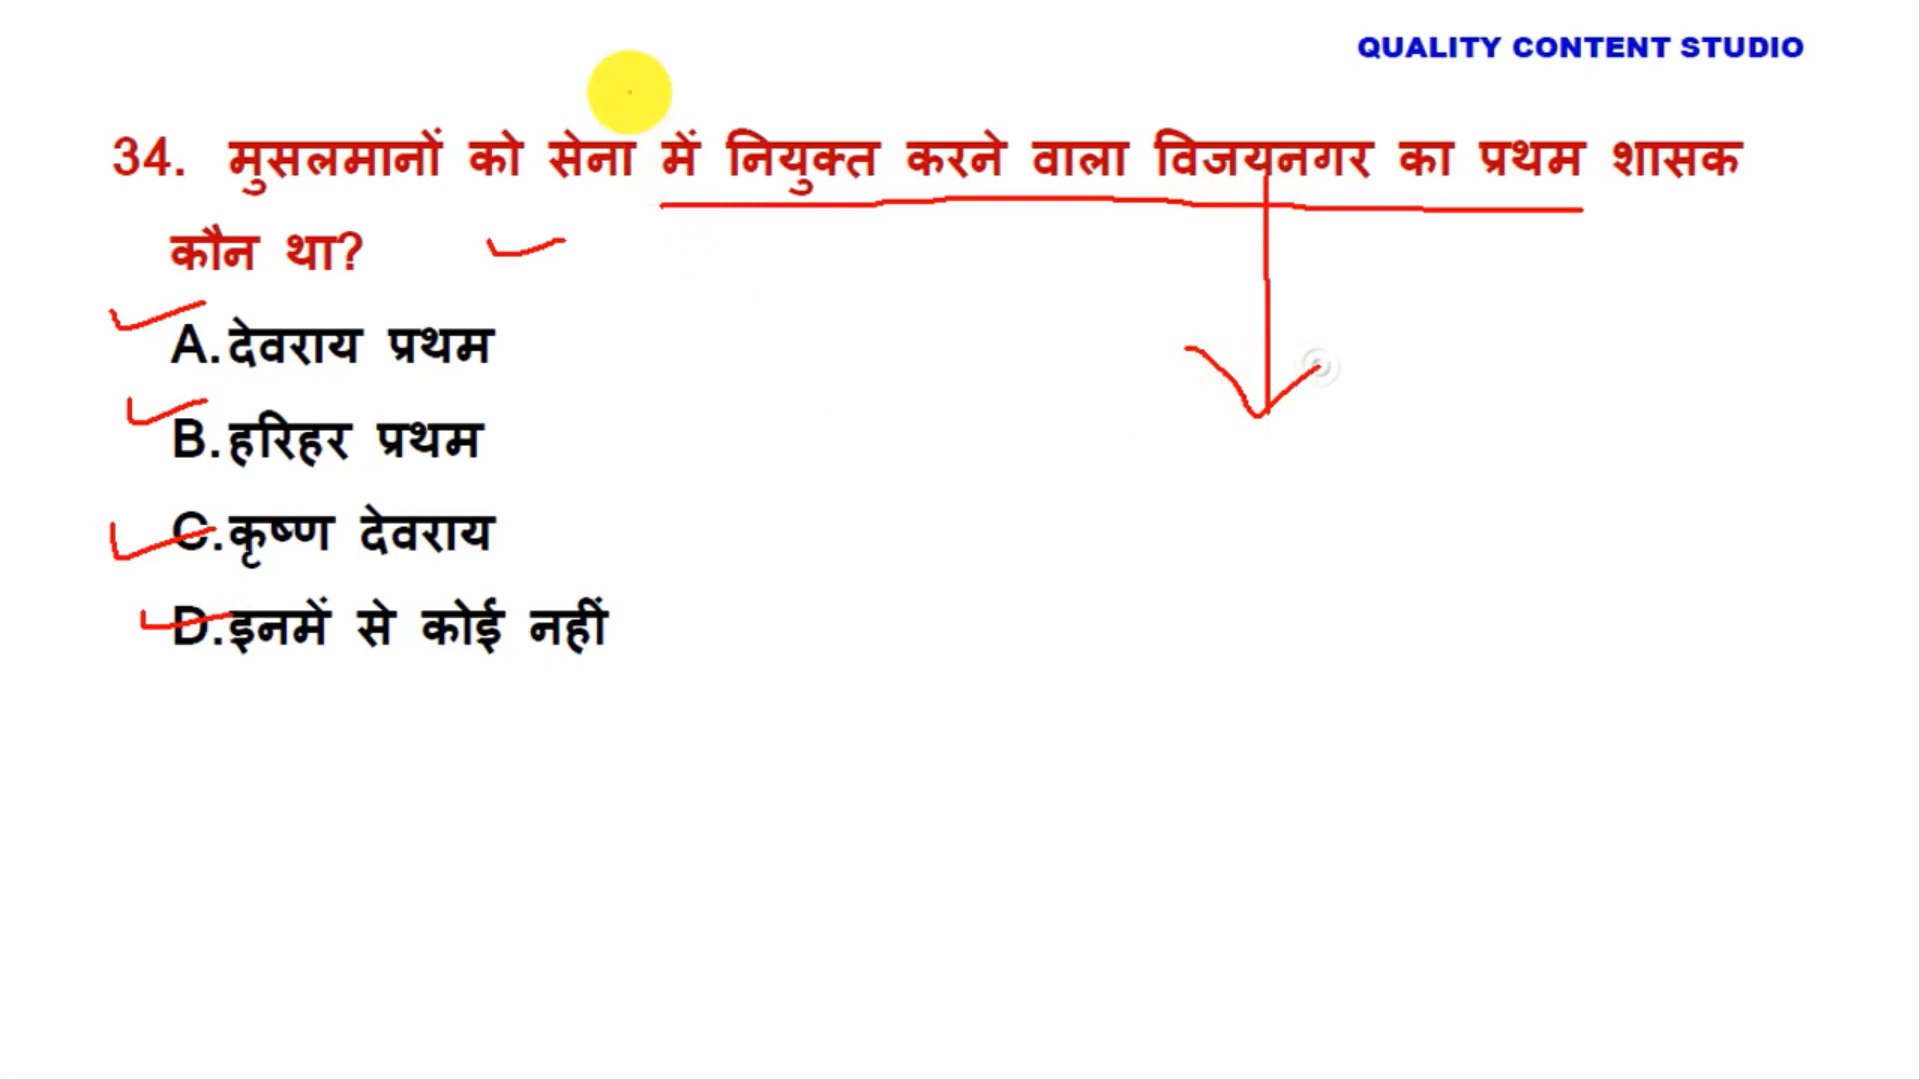 QUALITY CONTENT STUDIO
34. मुसलमानों को सेना में नियुक्त करने वाला विजयनगर का प्रथम शासक
कौन था?
A. देवराय प्रथम
B. हरिहर प्रथम
C. कृष्ण देवराय
D. इनमें से कोई नहीं